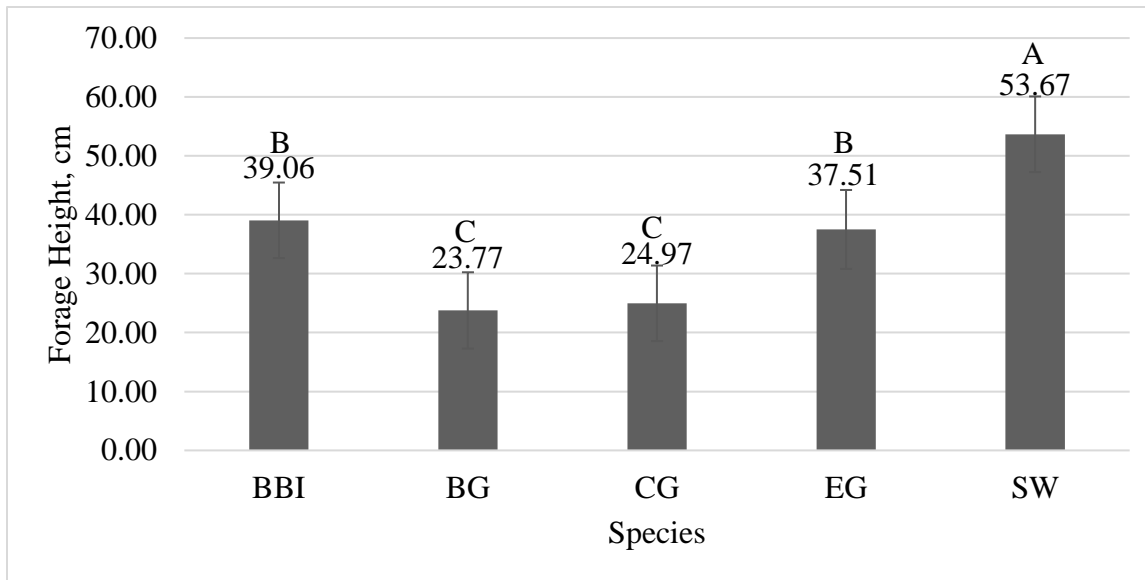 Forage Height, cm
70.00
60.00
50.00
40.00
30.00
20.00
10.00
0.00
B
39.06
C
23.77
C
24.97
B
37.51
A
53.67
BBI BG CG EG SW
Species